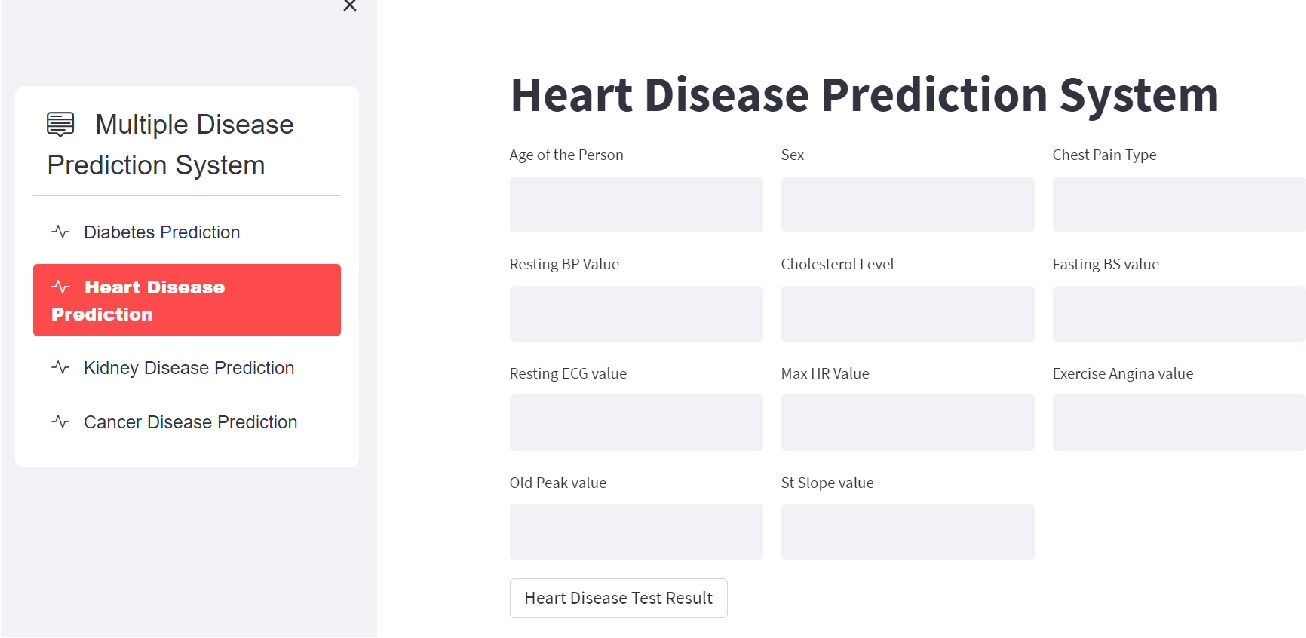 Multiple Disease
Prediction System
Diabetes Prediction
Heart Disease
Prediction
Kidney Disease Prediction
Cancer Disease Prediction
Heart Disease Prediction System
Age of the Person
Sex
Chest Pain Type
Resting BP Value
Cholesterol Level
Fasting BS value
Resting ECG value
Max HR Value
Exercise Angina value
Old Peak value
St Slope value
Heart Disease Test Result